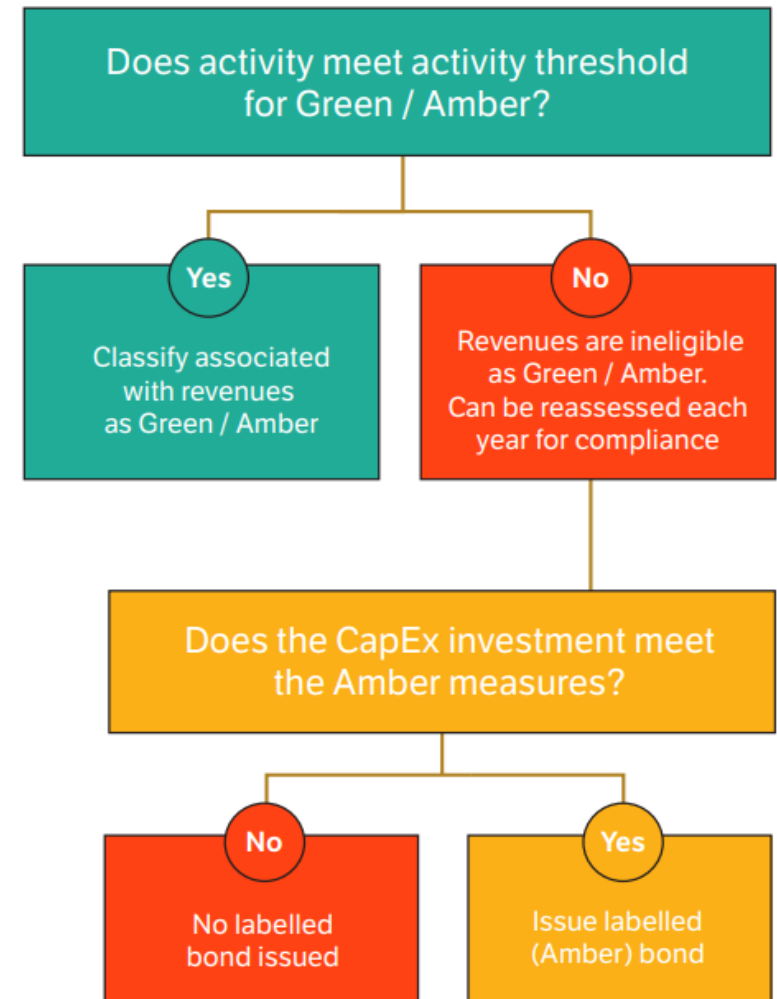 Does activity meet activity threshold
for Green / Amber?
Yes
Classify associated
with revenues
as Green / Amber
No
Revenues are ineligible
as Green / Amber.
Can be reassessed each
year for compliance
Does the CapEx investment meet
the Amber measures?
No
No labelled
bond issued
Yes
Issue labelled
(Amber) bond